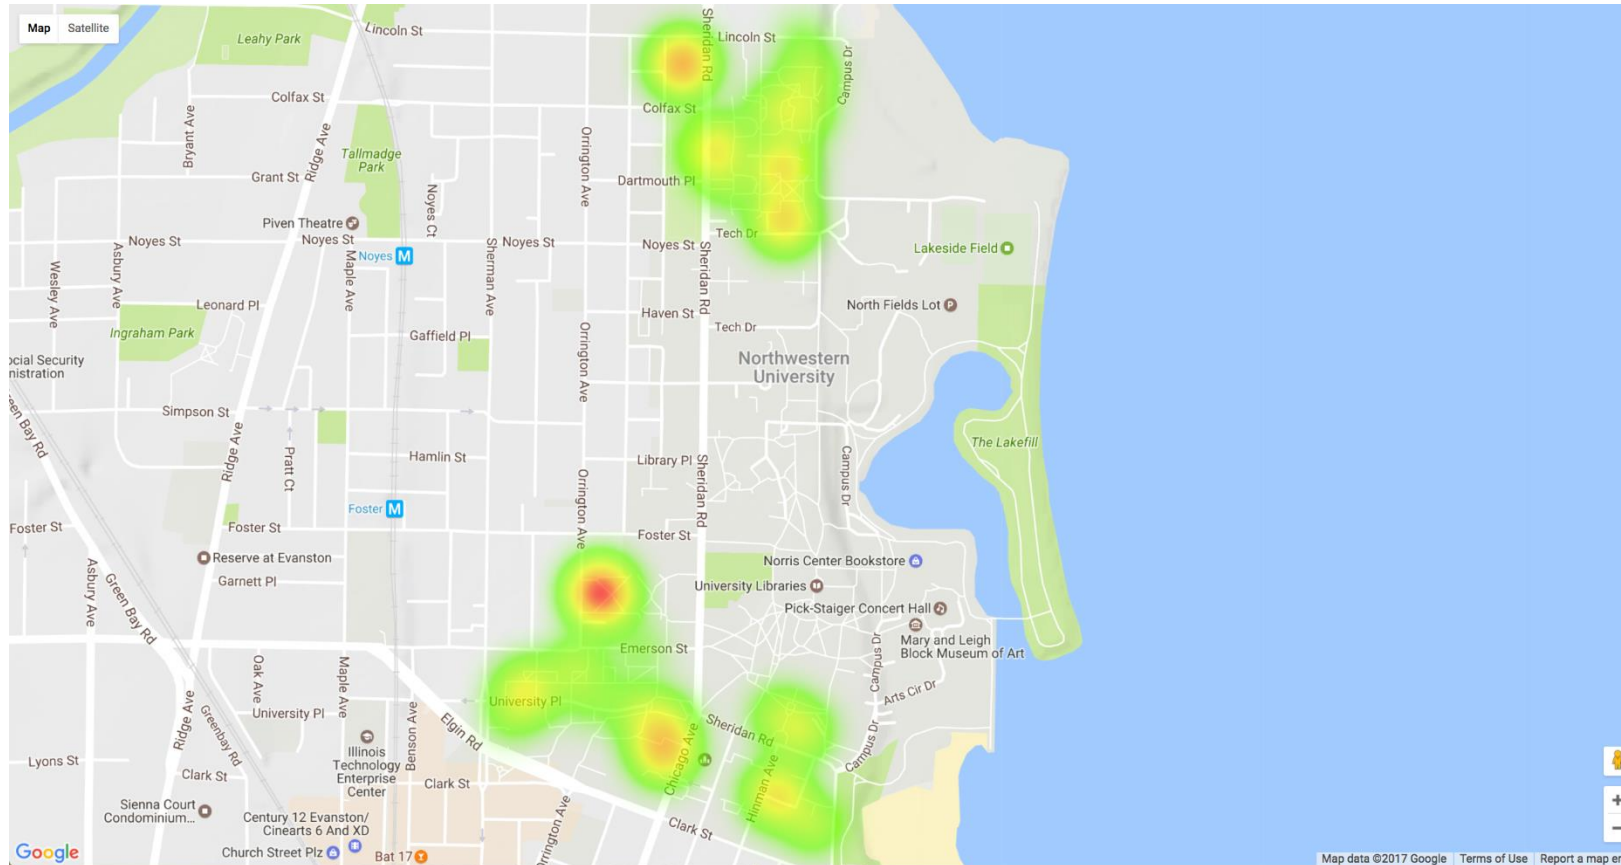 Map
Satellite
Leahy Park
Lincoln St
Sheridan Rd
Lincoln St
Campus Dr
Colfax St
Colfax St
Bryant Ave
Ridge Ave
Orrington Ave
Tallmadge
Park
Grant St
Dartmouth Pl
Noyes Ct
Piven Theatre
Noyes St
Noyes St
Noyes St
Noyes St
Tech Dr
Noyes
M
Asbury Ave
Wesley Ave
Maple Ave
Sherman Ave
Sheridan Rd
Lakeside Field
Leonard Pl
Haven St
North Fields Lot
P
Ingraham Park
Gaffield Pl
Tech Dr
Orrington Ave
Northwestern
University
ocial Security
nistration
Simpson St
een Bay Rd
Ridge Ave
Pratt Ct
Hamlin St
Library Pl
Sheridan Rd
Campus Dr
The Lakefill
Orrington Ave
Foster
M
Foster St
Foster St
Foster St
Reserve at Evanston
Garnett Pl
Norris Center Bookstore
University Libraries
Pick-Staiger Concert Hall
Mary and Leigh
Block Museum of Art
Asbury Ave
Green Bay Rd
Emerson St
Oak Ave
Maple Ave
University Pl
University Pl
Campus Dr
Arts Cir Dr
Ridge Ave
Greenbay Rd
Benson Ave
Elgin Rd
Chicago Ave
Sheridan Rd
Campus Dr
Hinman Ave
Lyons St
Illinois
Technology
Enterprise
Center
Clark St
Clark St
Clark St
Sienna Court
Condominium...
Century 12 Evanston/
Cinearts 6 And XD
Orrington Ave
Church Street Plz
Bat 17
Google
Map data ©2017 Google
Terms of Use
Report a map e